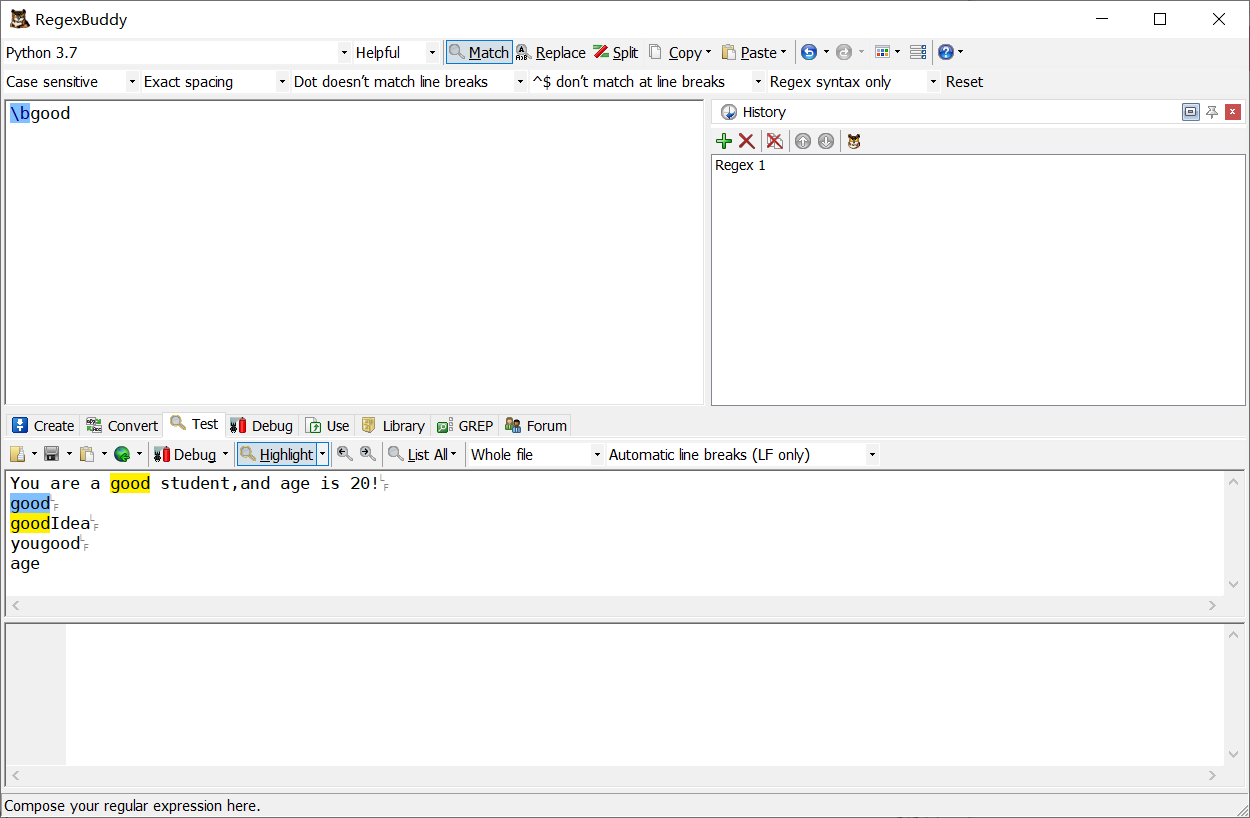 RegexBuddy
Python 3.7 Helpful Match Replace Split Copy Paste
Case sensitive Exact spacing Dot doesn't match line breaks ^$ don't match at line breaks Regex syntax only Reset
\bgood
History
Regex 1
Create Convert Test Debug Use Library GREP Forum
Debug Highlight List All Whole file Automatic line breaks (LF only)
You are a good student,and age is 20!␊
good␊
goodIdea␊
yougood␊
age
Compose your regular expression here.